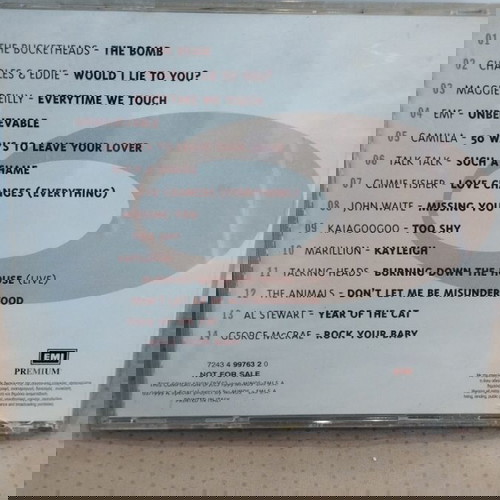 01 THE BUCKETHEADS - THE BOMB
02 CHARLES & EDDIE - WOULD I LIE TO YOU?
03 MAGGIE REILLY - EVERYTIME WE TOUCH
04 EMF - UNBELIEVABLE
05 CAMILLA - 50 WAYS TO LEAVE YOUR LOVER
06 TALK TALK - SUCH A SHAME
07 CLIMIE FISHER - LOVE CHANGES (EVERYTHING)
08 JOHN WAITE - MISSING YOU
09 KAJAGOOGOO - TOO SHY
10 MARILLION - KAYLEIGH
11 TALKING HEADS - BURNING DOWN THE HOUSE (LIVE)
12 THE ANIMALS - DON'T LET ME BE MISUNDERSTOOD
13 AL STEWART - YEAR OF THE CAT
14 GEORGE McCRAE - ROCK YOUR BABY
EMI
PREMIUM
7243 4 99763 2 0
NOT FOR SALE